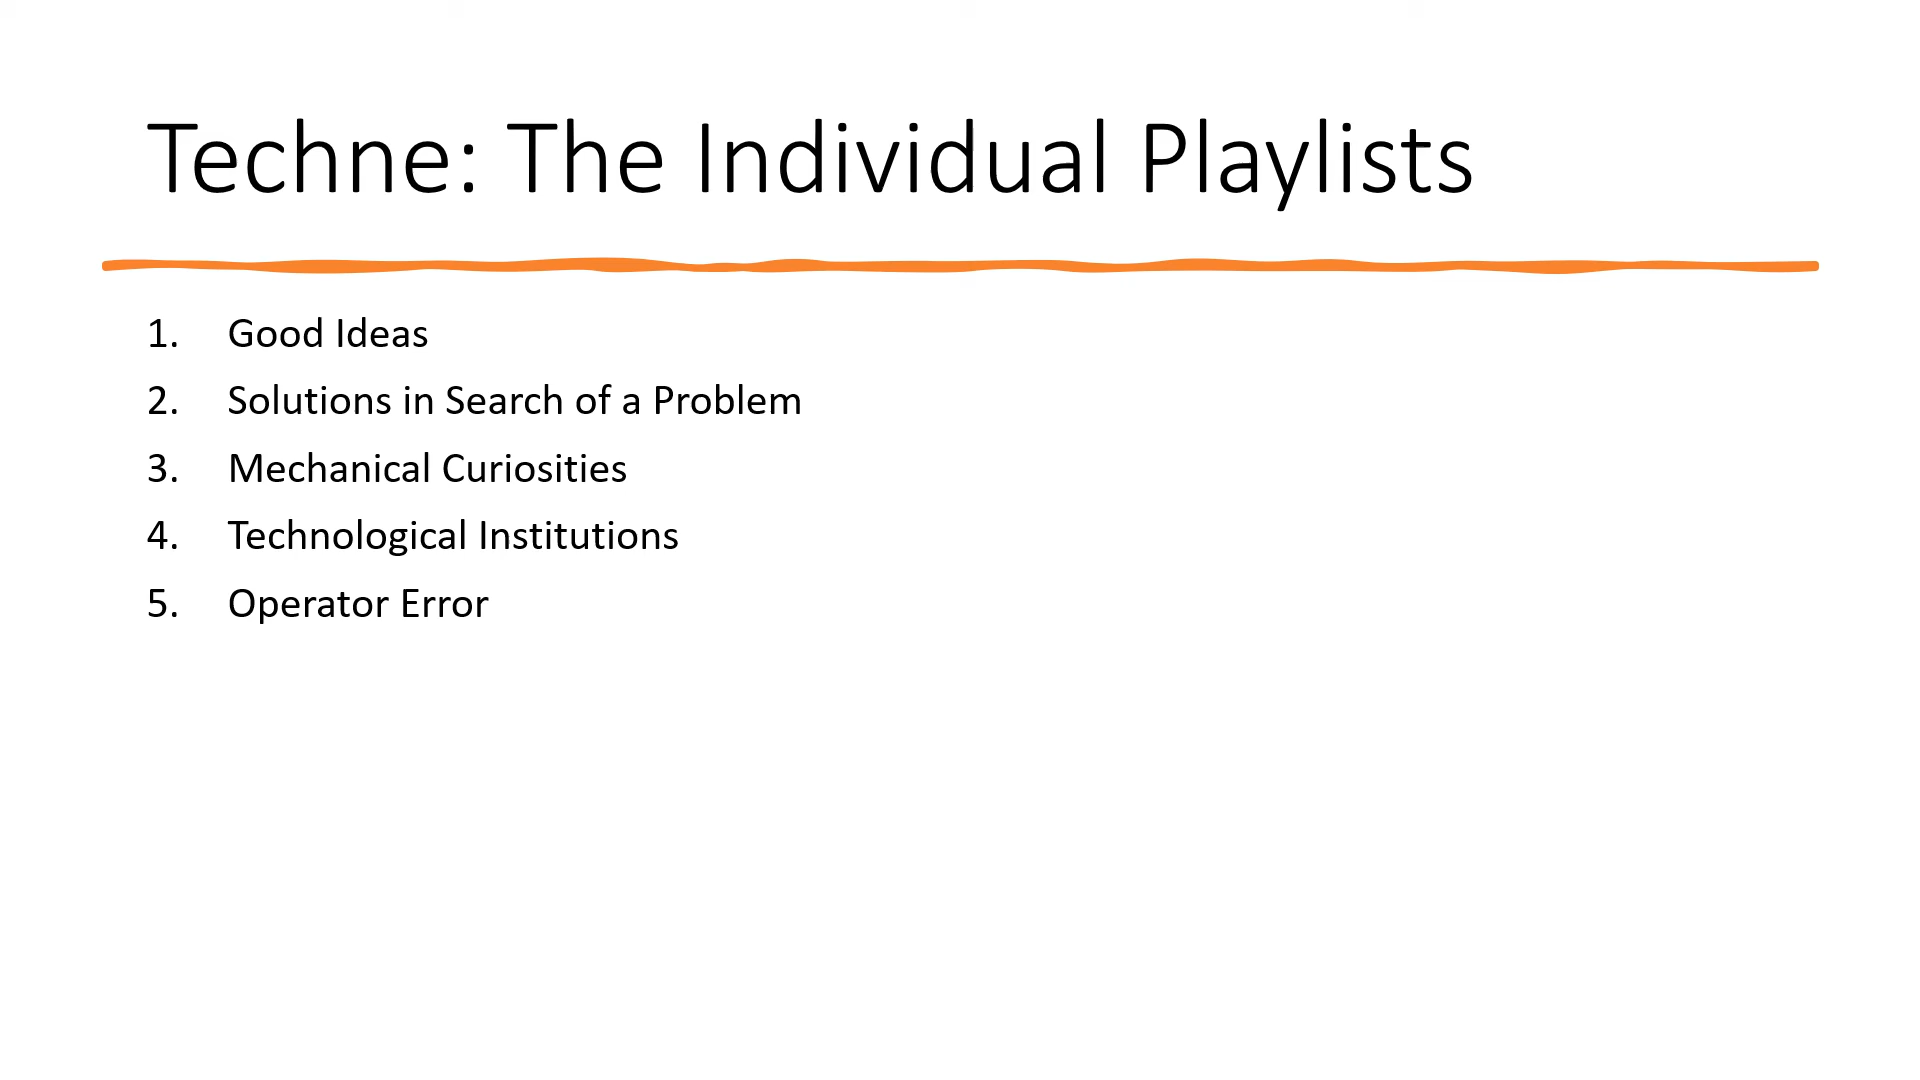 Techne: The Individual Playlists
1. Good Ideas
2. Solutions in Search of a Problem
3. Mechanical Curiosities
4. Technological Institutions
5. Operator Error